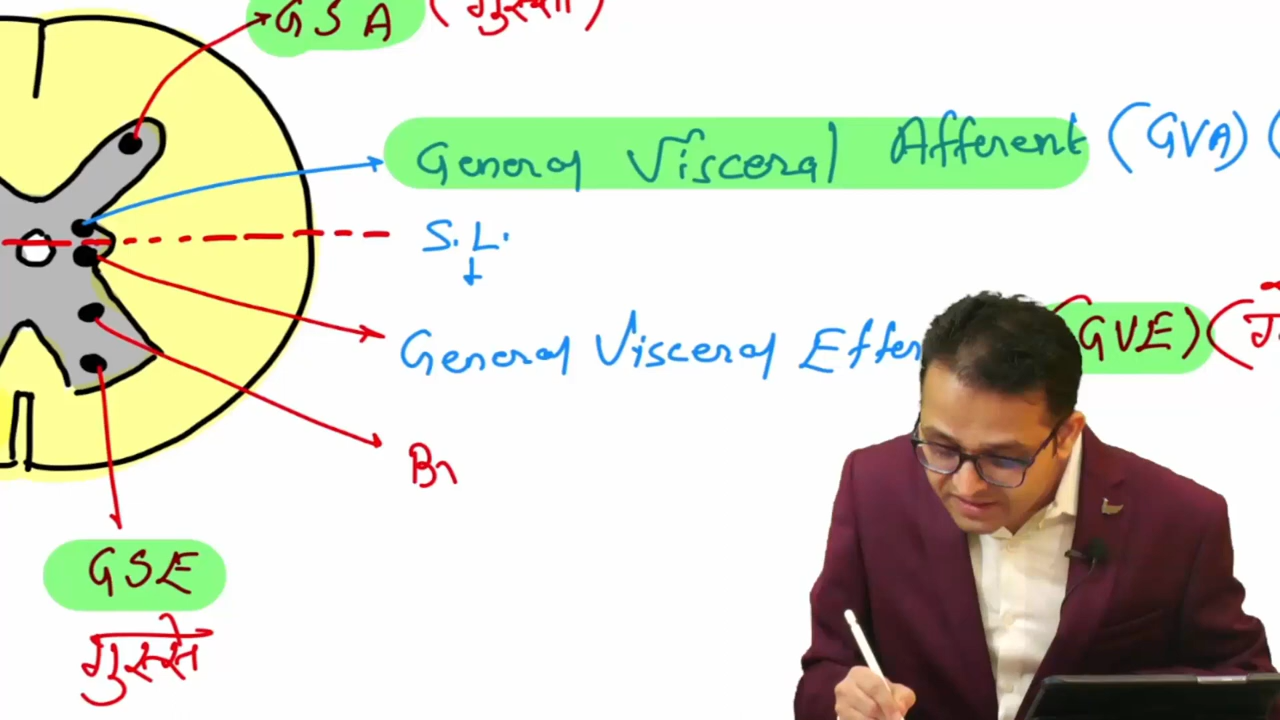 GSA (गुस्सा)
General Visceral Afferent (GVA) (
S.L.
General Visceral Effer (GVE) (
Br
GSE
गुस्से